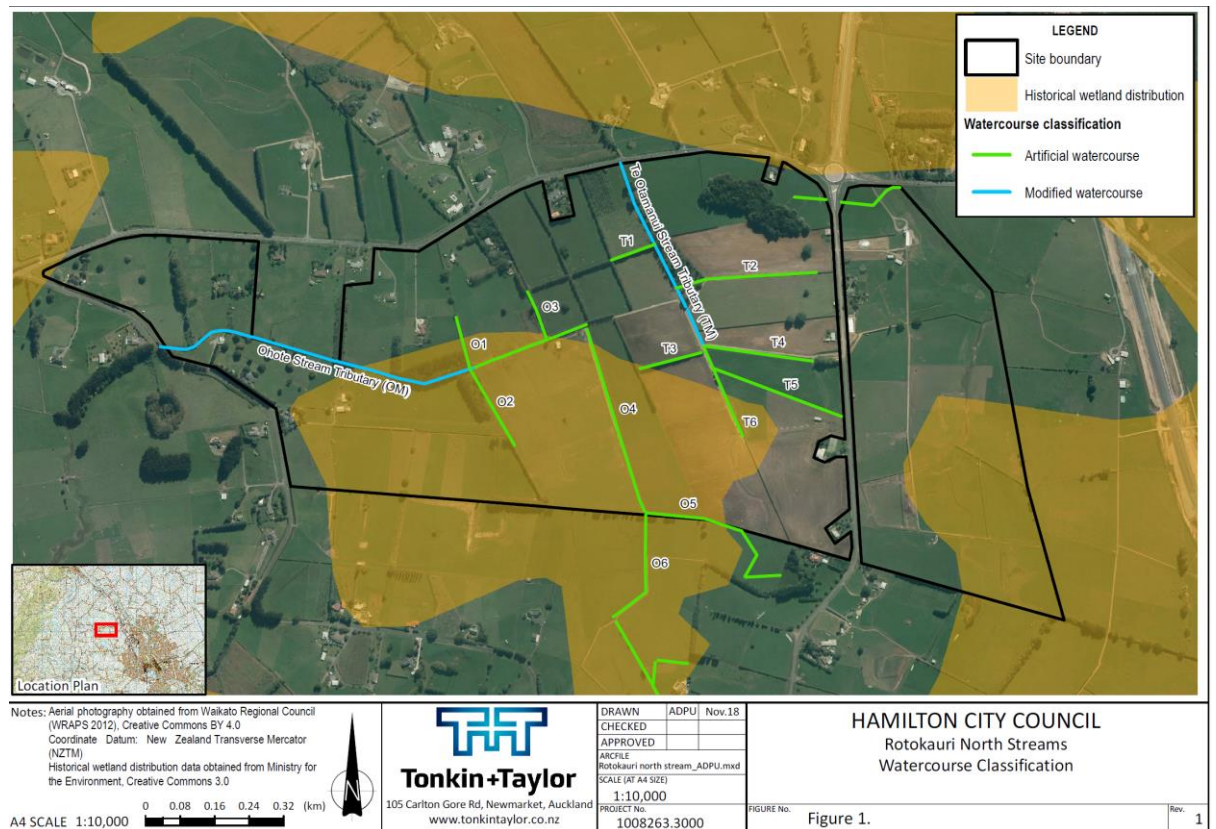 LEGEND
Site boundary
Historical wetland distribution
Watercourse classification
Artificial watercourse
Modified watercourse
Te Otamanui Stream Tributary (TM)
T1
T2
O3
T3
T4
O1
Ohote Stream Tributary (OM)
T5
O2
O4
T6
O5
O6
Location Plan
Notes: Aerial photography obtained from Waikato Regional Council
(WRAPS 2012), Creative Commons BY 4.0
Coordinate Datum: New Zealand Transverse Mercator
(NZTM)
Historical wetland distribution data obtained from Ministry for
the Environment, Creative Commons 3.0
A4 SCALE 1:10,000
0 0.08 0.16 0.24 0.32 (km)
N
Tonkin+Taylor
105 Carlton Gore Rd, Newmarket, Auckland
www.tonkintaylor.co.nz
DRAWN ADPU Nov.18
CHECKED
APPROVED
ARCFILE
Rotokauri north stream_ADPU.mxd
SCALE (AT A4 SIZE)
1:10,000
PROJECT No.
1008263.3000
HAMILTON CITY COUNCIL
Rotokauri North Streams
Watercourse Classification
FIGURE No. Figure 1.
Rev. 1